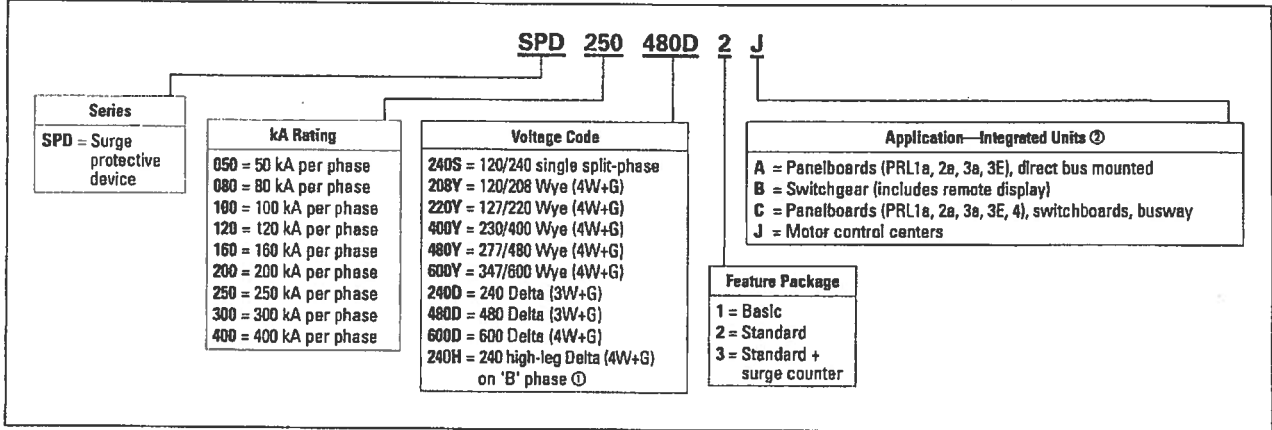 SPD 250 480D 2 J
Series
SPD = Surge
protective
device
kA Rating
050 = 50 kA per phase
080 = 80 kA per phase
100 = 100 kA per phase
120 = 120 kA per phase
160 = 160 kA per phase
200 = 200 kA per phase
250 = 250 kA per phase
300 = 300 kA per phase
400 = 400 kA per phase
Voltage Code
240S = 120/240 single split-phase
208Y = 120/208 Wye (4W+G)
220Y = 127/220 Wye (4W+G)
400Y = 230/400 Wye (4W+G)
480Y = 277/480 Wye (4W+G)
600Y = 347/600 Wye (4W+G)
240D = 240 Delta (3W+G)
480D = 480 Delta (3W+G)
600D = 600 Delta (4W+G)
240H = 240 high-leg Delta (4W+G)
on 'B' phase ①
Feature Package
1 = Basic
2 = Standard
3 = Standard +
surge counter
Application—Integrated Units ②
A = Panelboards (PRL1a, 2a, 3a, 3E), direct bus mounted
B = Switchgear (includes remote display)
C = Panelboards (PRL1a, 2a, 3a, 3E, 4), switchboards, busway
J = Motor control centers